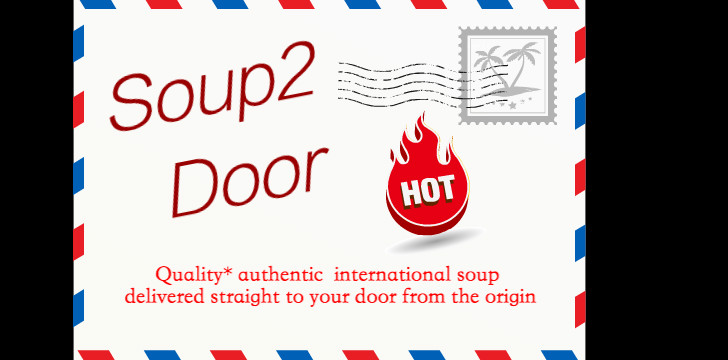 Soup2
Door
HOT
Quality* authentic international soup
delivered straight to your door from the origin